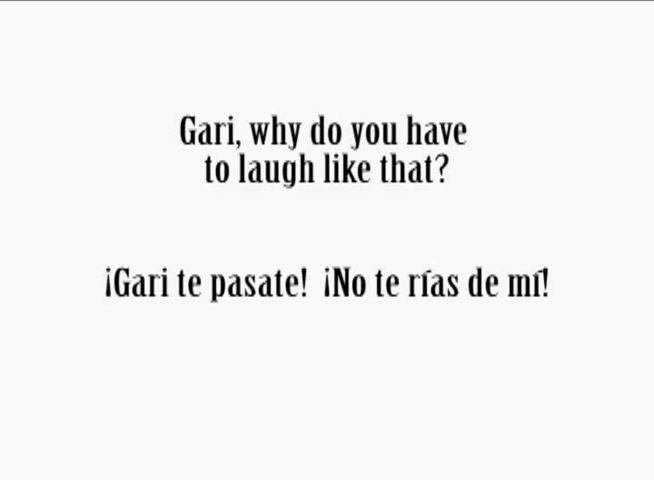 Gari, why do you have
to laugh like that?
¡Gari te pasate! ¡No te rías de mí!